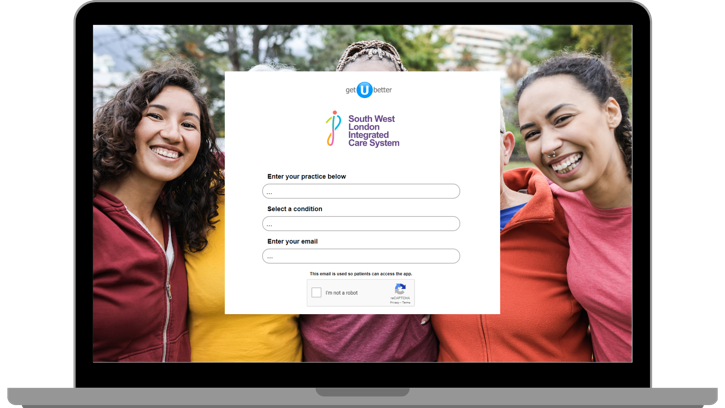 get U better
South West
London
Integrated
Care System
Enter your practice below
...
Select a condition
...
Enter your email
...
This email is used so patients can access the app.
I'm not a robot
reCAPTCHA
Privacy - Terms